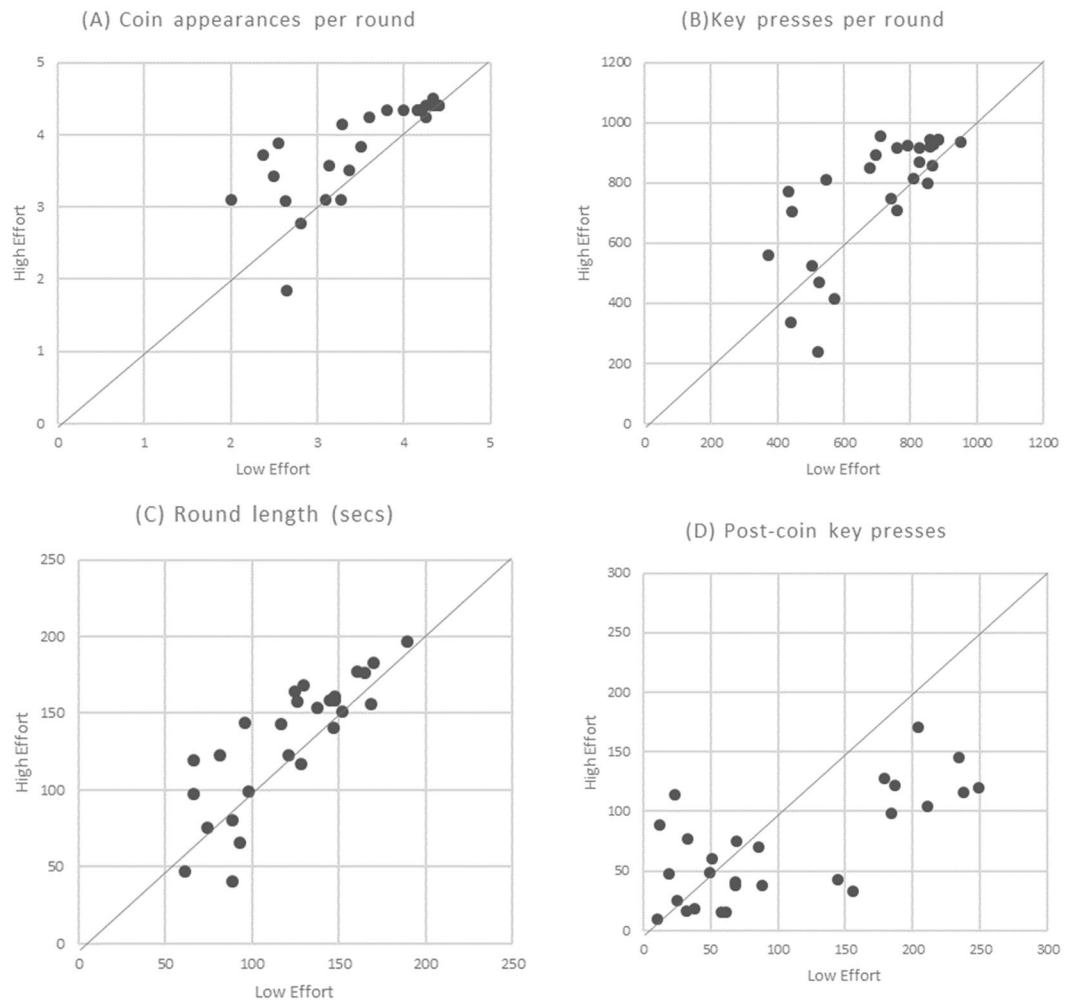 (A) Coin appearances per round
5
4
3
2
1
0
High Effort
0 1 2 3 4 5
Low Effort
(B)Key presses per round
1200
1000
800
600
400
200
0
High Effort
0 200 400 600 800 1000 1200
Low Effort
(C) Round length (secs)
250
200
150
100
50
0
High Effort
0 50 100 150 200 250
Low Effort
(D) Post-coin key presses
300
250
200
150
100
50
0
High Effort
0 50 100 150 200 250 300
Low Effort